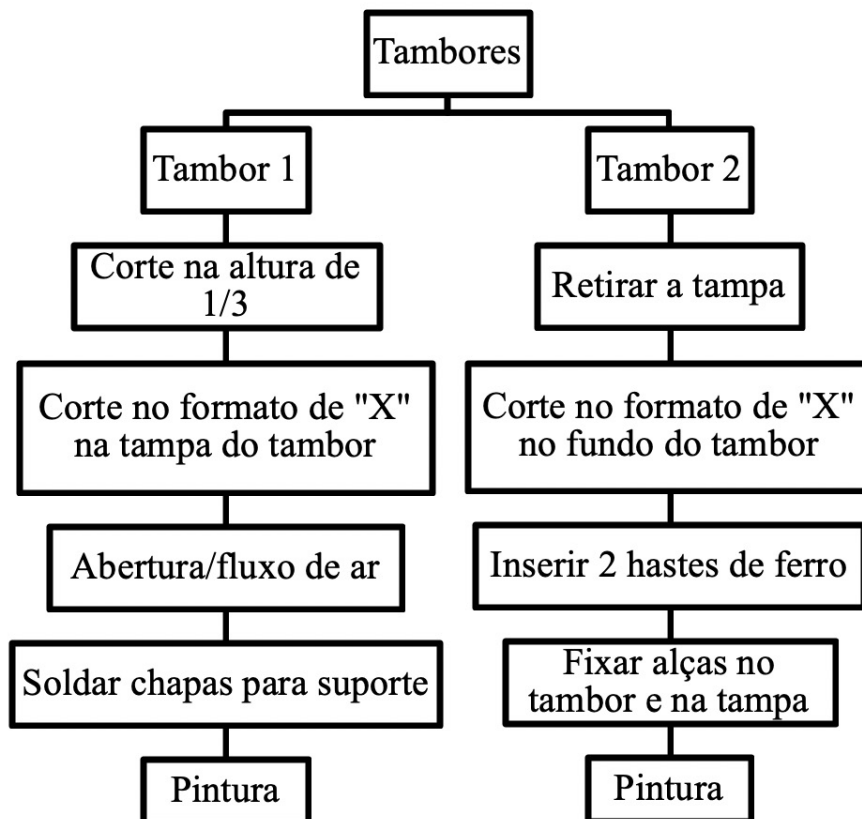 Tambores
Tambor 1
Corte na altura de
1/3
Corte no formato de "X"
na tampa do tambor
Abertura/fluxo de ar
Soldar chapas para suporte
Pintura
Tambor 2
Retirar a tampa
Corte no formato de "X"
no fundo do tambor
Inserir 2 hastes de ferro
Fixar alças no
tambor e na tampa
Pintura